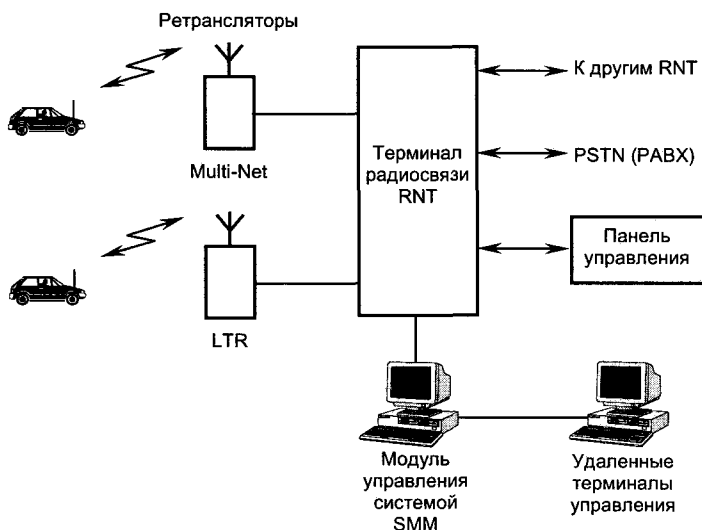 Ретрансляторы
Multi-Net
LTR
Терминал
радиосвязи
RNT
К другим RNT
PSTN (PABX)
Панель
управления
Модуль
управления
системой
SMM
Удаленные
терминалы
управления